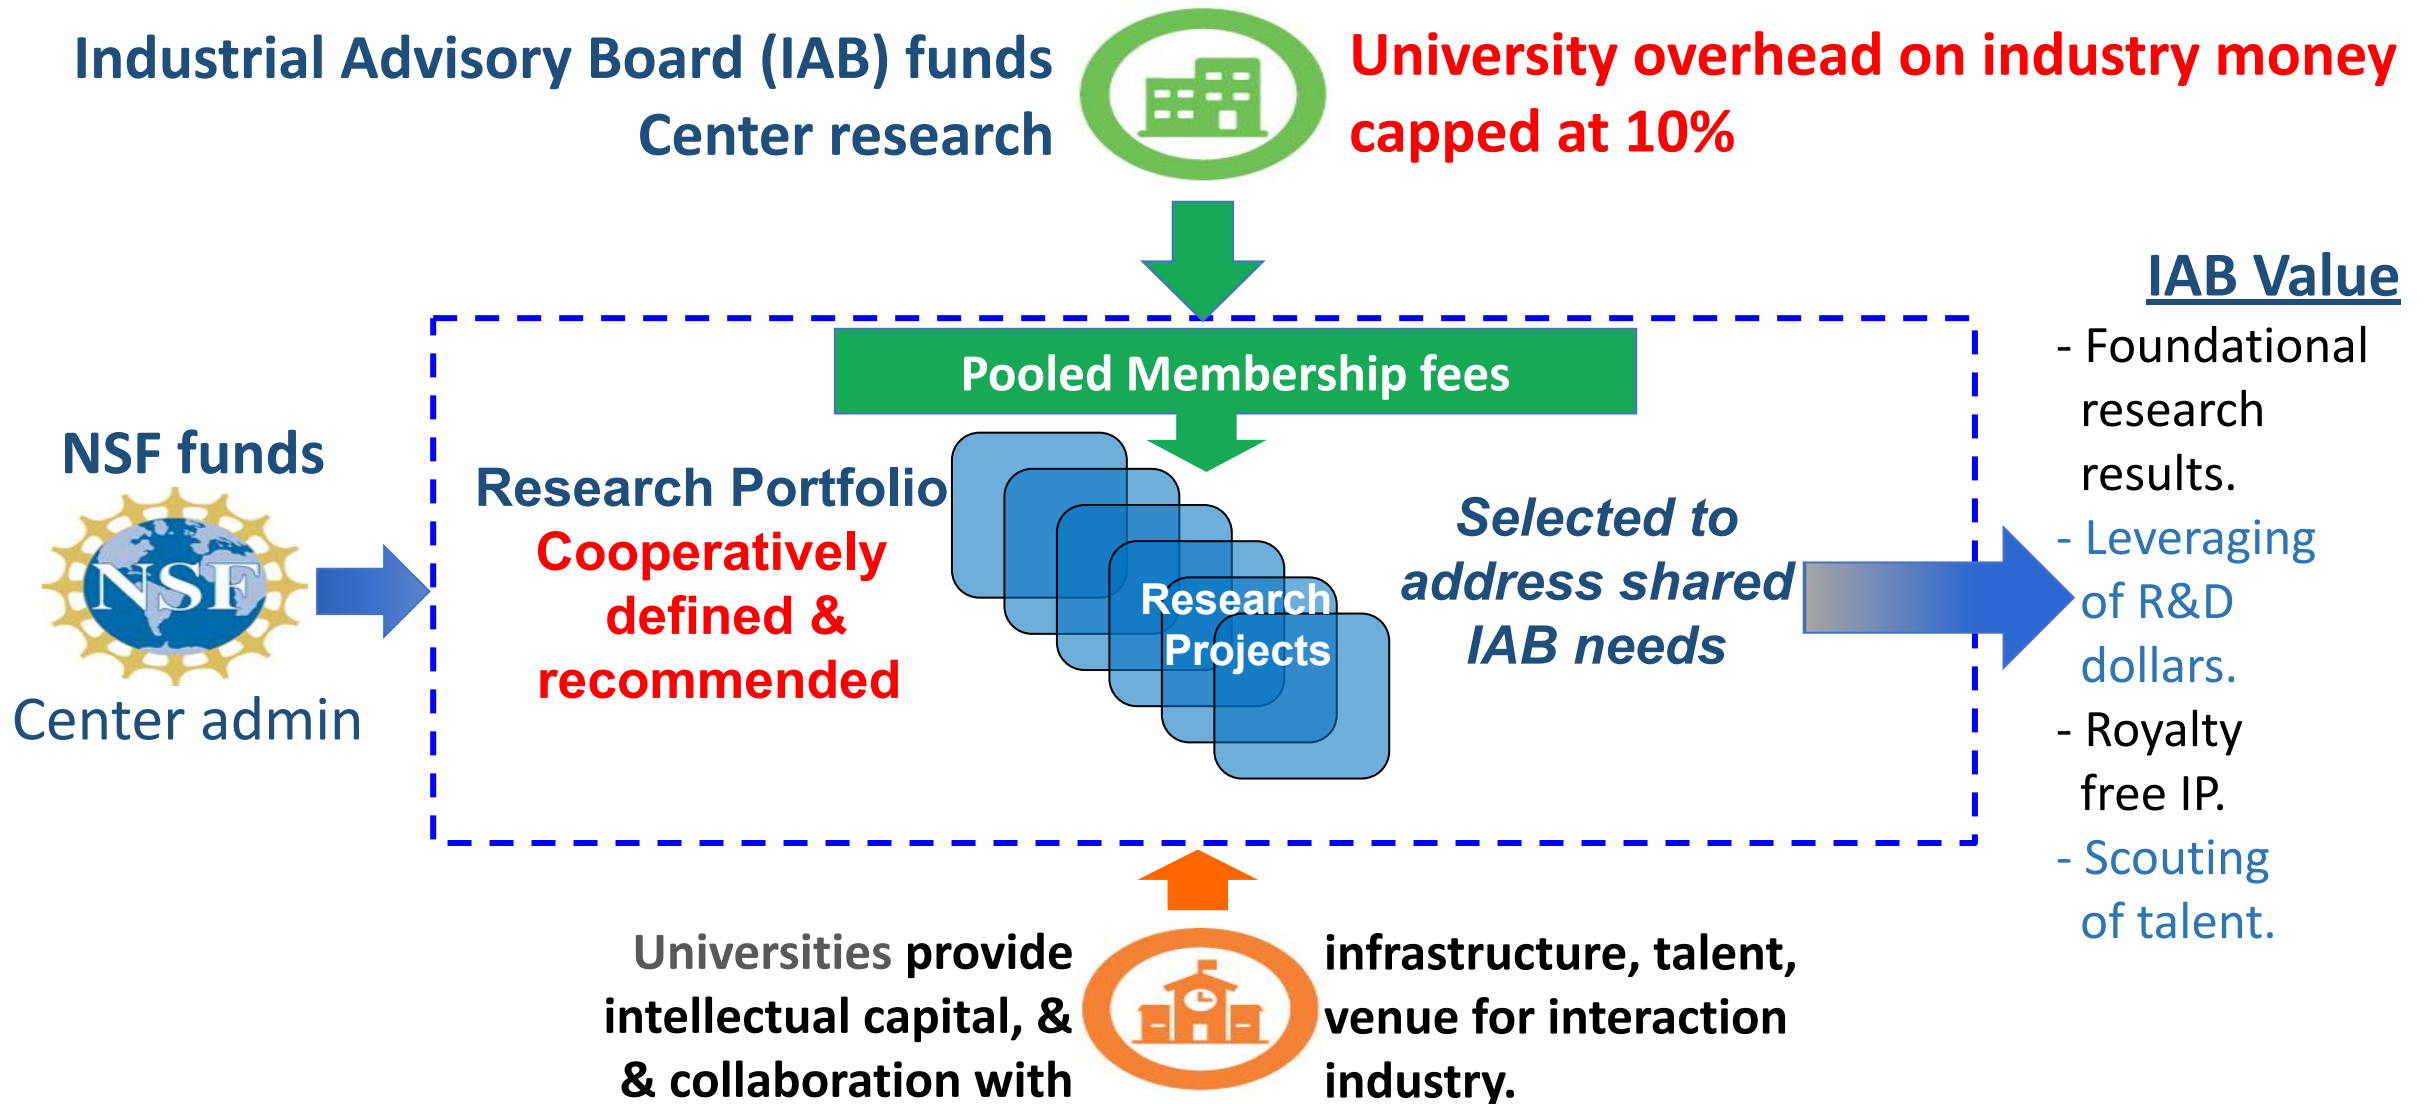 Industrial Advisory Board (IAB) funds
Center research
University overhead on industry money
capped at 10%
Pooled Membership fees
NSF funds
NSF
Center admin
Research Portfolio
Cooperatively
defined &
recommended
Research
Projects
Selected to
address shared
IAB needs
IAB Value
- Foundational
research
results.
- Leveraging
of R&D
dollars.
- Royalty
free IP.
- Scouting
of talent.
Universities provide
intellectual capital, &
& collaboration with
infrastructure, talent,
venue for interaction
industry.